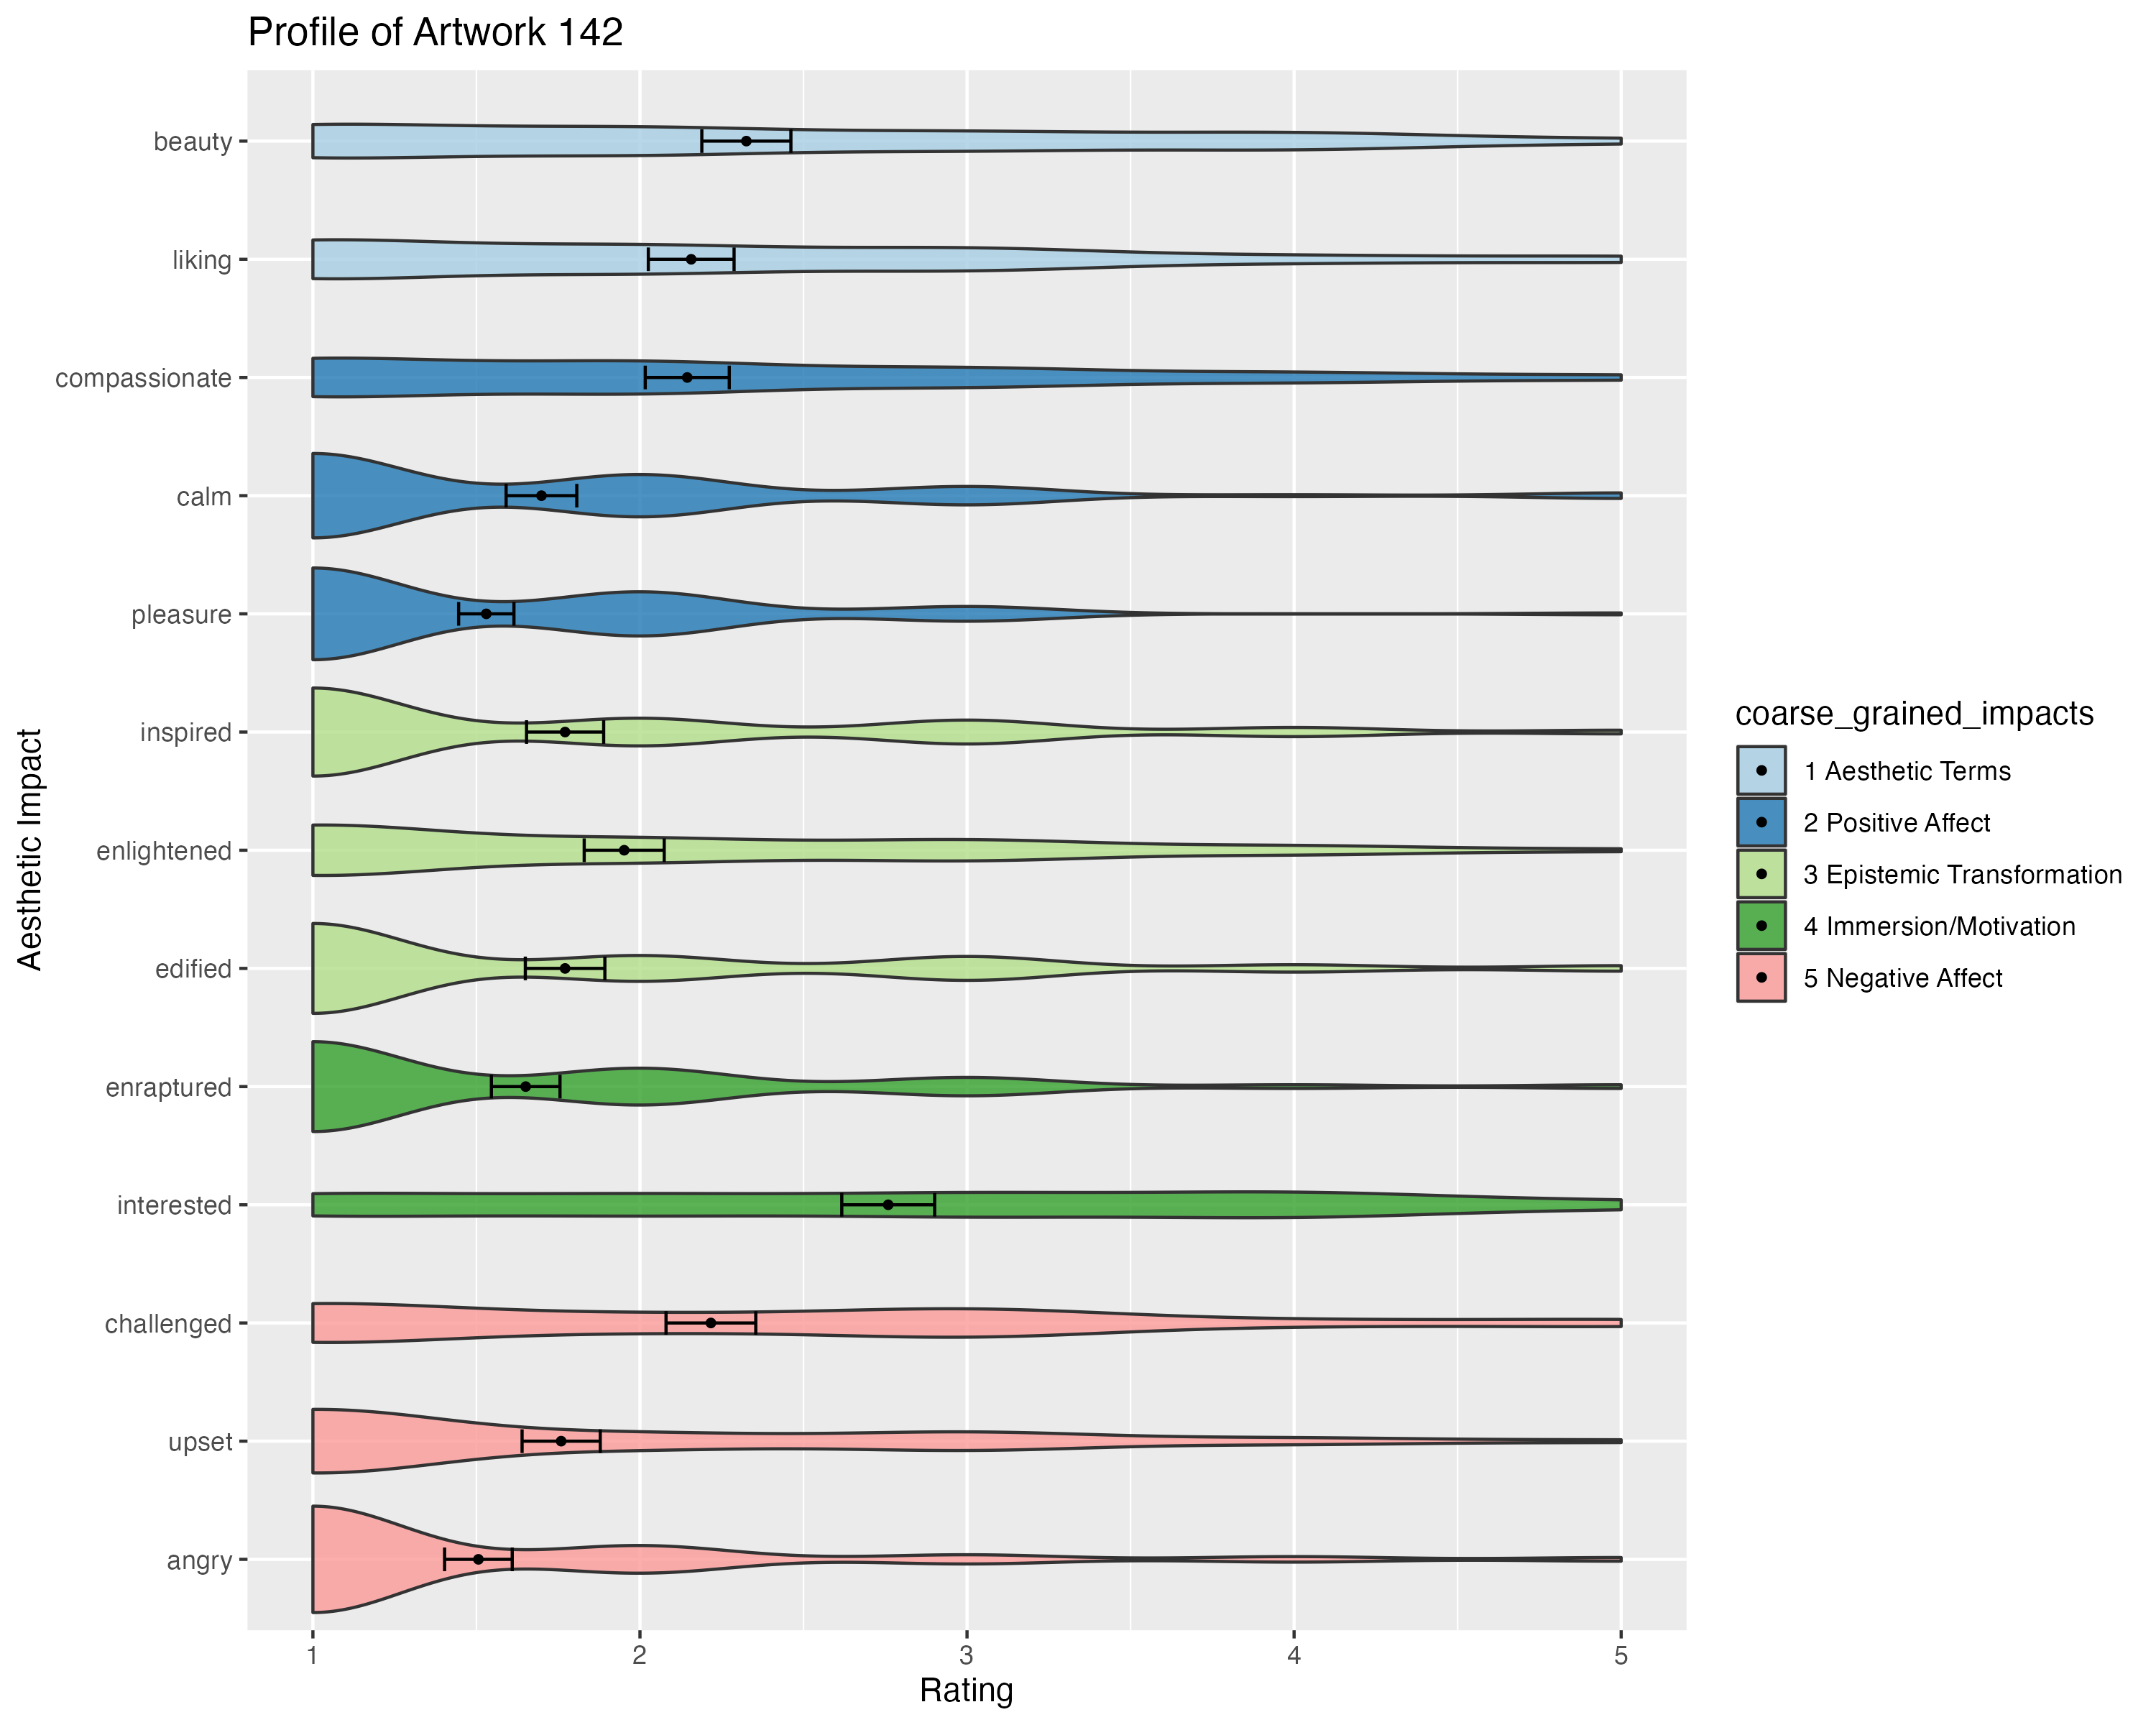 Profile of Artwork 142
beauty
liking
compassionate
calm
pleasure
inspired
enlightened
edified
enraptured
interested
challenged
upset
angry
Aesthetic Impact
1 2 3 4 5
Rating
coarse_grained_impacts
1 Aesthetic Terms
2 Positive Affect
3 Epistemic Transformation
4 Immersion/Motivation
5 Negative Affect